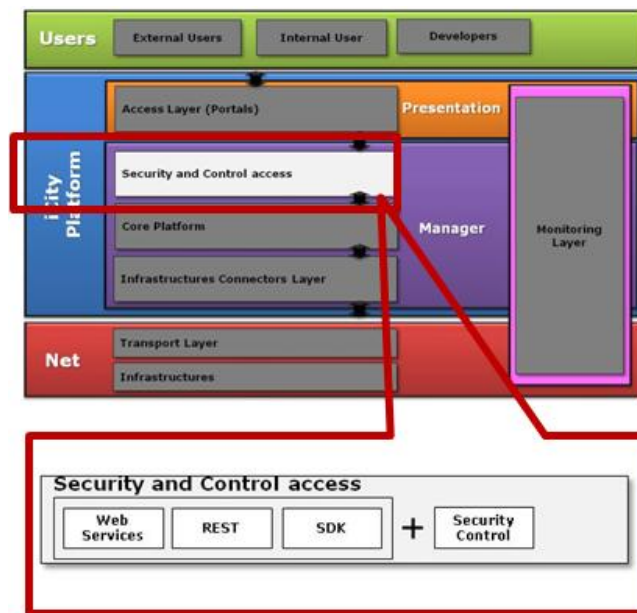 Users
External Users
Internal User
Developers
iCity
Platform
Access Layer (Portals)
Presentation
Security and Control access
Core Platform
Manager
Monitoring
Layer
Infrastructures Connectors Layer
Net
Transport Layer
Infrastructures
Security and Control access
Web
Services
REST
SDK
+
Security
Control